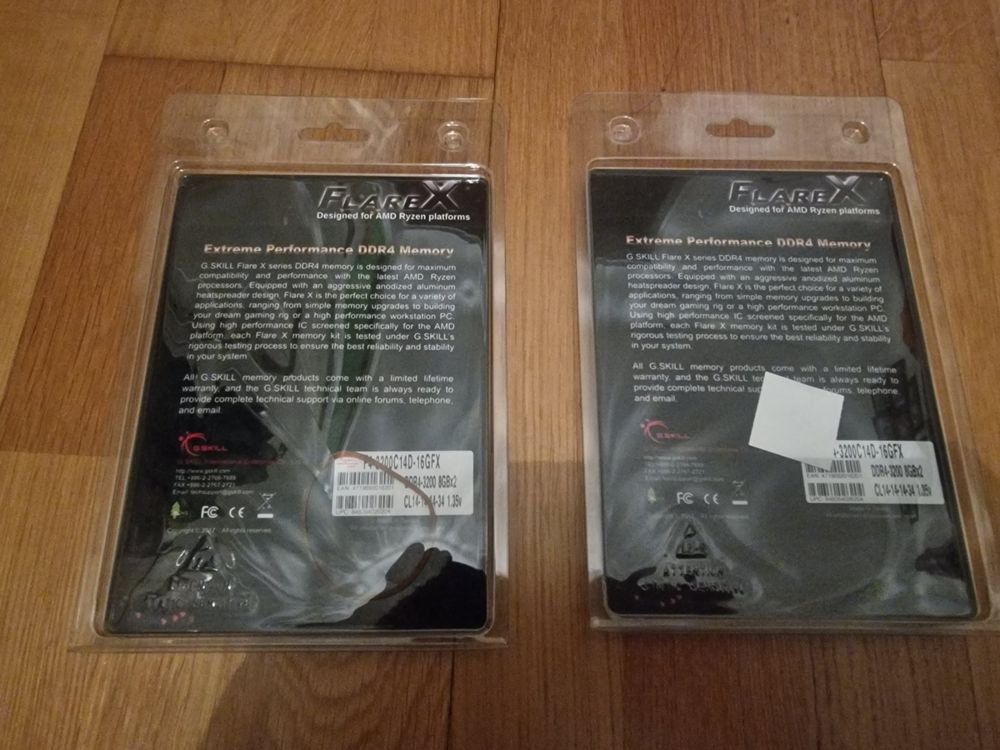 FLARE X
Designed for AMD Ryzen platforms
Extreme Performance DDR4 Memory
G.SKILL Flare X series DDR4 memory is designed for maximum
compatibility and performance with the latest AMD Ryzen
processors. Equipped with an aggressive anodized aluminum
heatspreader design, Flare X is the perfect choice for a variety of
applications, ranging from simple memory upgrades to building
your dream gaming rig or a high performance workstation PC.
Using high performance IC screened specifically for the AMD
platform, each Flare X memory kit is tested under G.SKILL's
rigorous testing process to ensure the best reliability and stability
in your system.
All G.SKILL memory products come with a limited lifetime
warranty, and the G.SKILL technical team is always ready to
provide complete technical support via online forums, telephone,
and email.
G.SKILL
http://www.gskill.com
F4-3200C14D-16GFX
DDR4-3200 8GBx2
CL14-14-14-34 1.35v
FC CE
FLARE X
Designed for AMD Ryzen platforms
Extreme Performance DDR4 Memory
G.SKILL Flare X series DDR4 memory is designed for maximum
compatibility and performance with the latest AMD Ryzen
processors. Equipped with an aggressive anodized aluminum
heatspreader design, Flare X is the perfect choice for a variety of
applications, ranging from simple memory upgrades to building
your dream gaming rig or a high performance workstation PC.
Using high performance IC screened specifically for the AMD
platform, each Flare X memory kit is tested under G.SKILL's
rigorous testing process to ensure the best reliability and stability
in your system.
All G.SKILL memory products come with a limited lifetime
warranty, and the G.SKILL team is always ready to
provide complete technical forums, telephone,
and email.
G.SKILL
-3200C14D-16GFX
DDR4-3200 8GBx2
CL14-14-14-34 1.35v
FC CE
ATTENTION